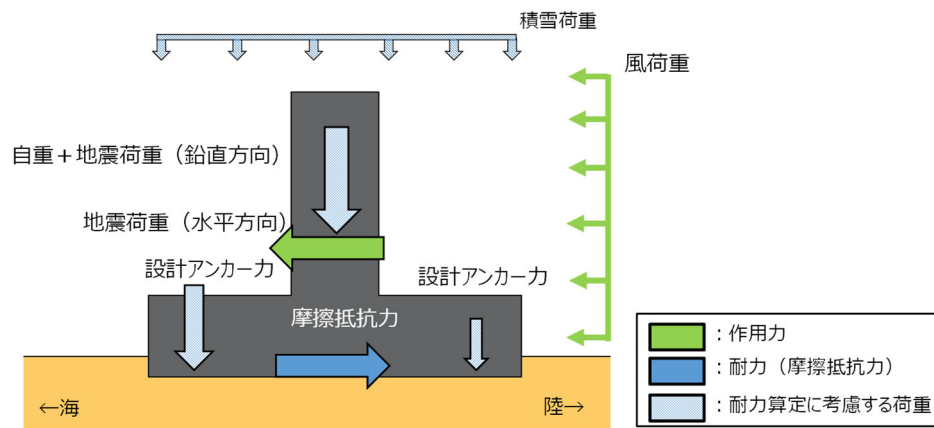 積雪荷重
風荷重
自重＋地震荷重（鉛直方向）
地震荷重（水平方向）
設計アンカー力
設計アンカー力
摩擦抵抗力
：作用力
：耐力（摩擦抵抗力）
：耐力算定に考慮する荷重
←海
陸→